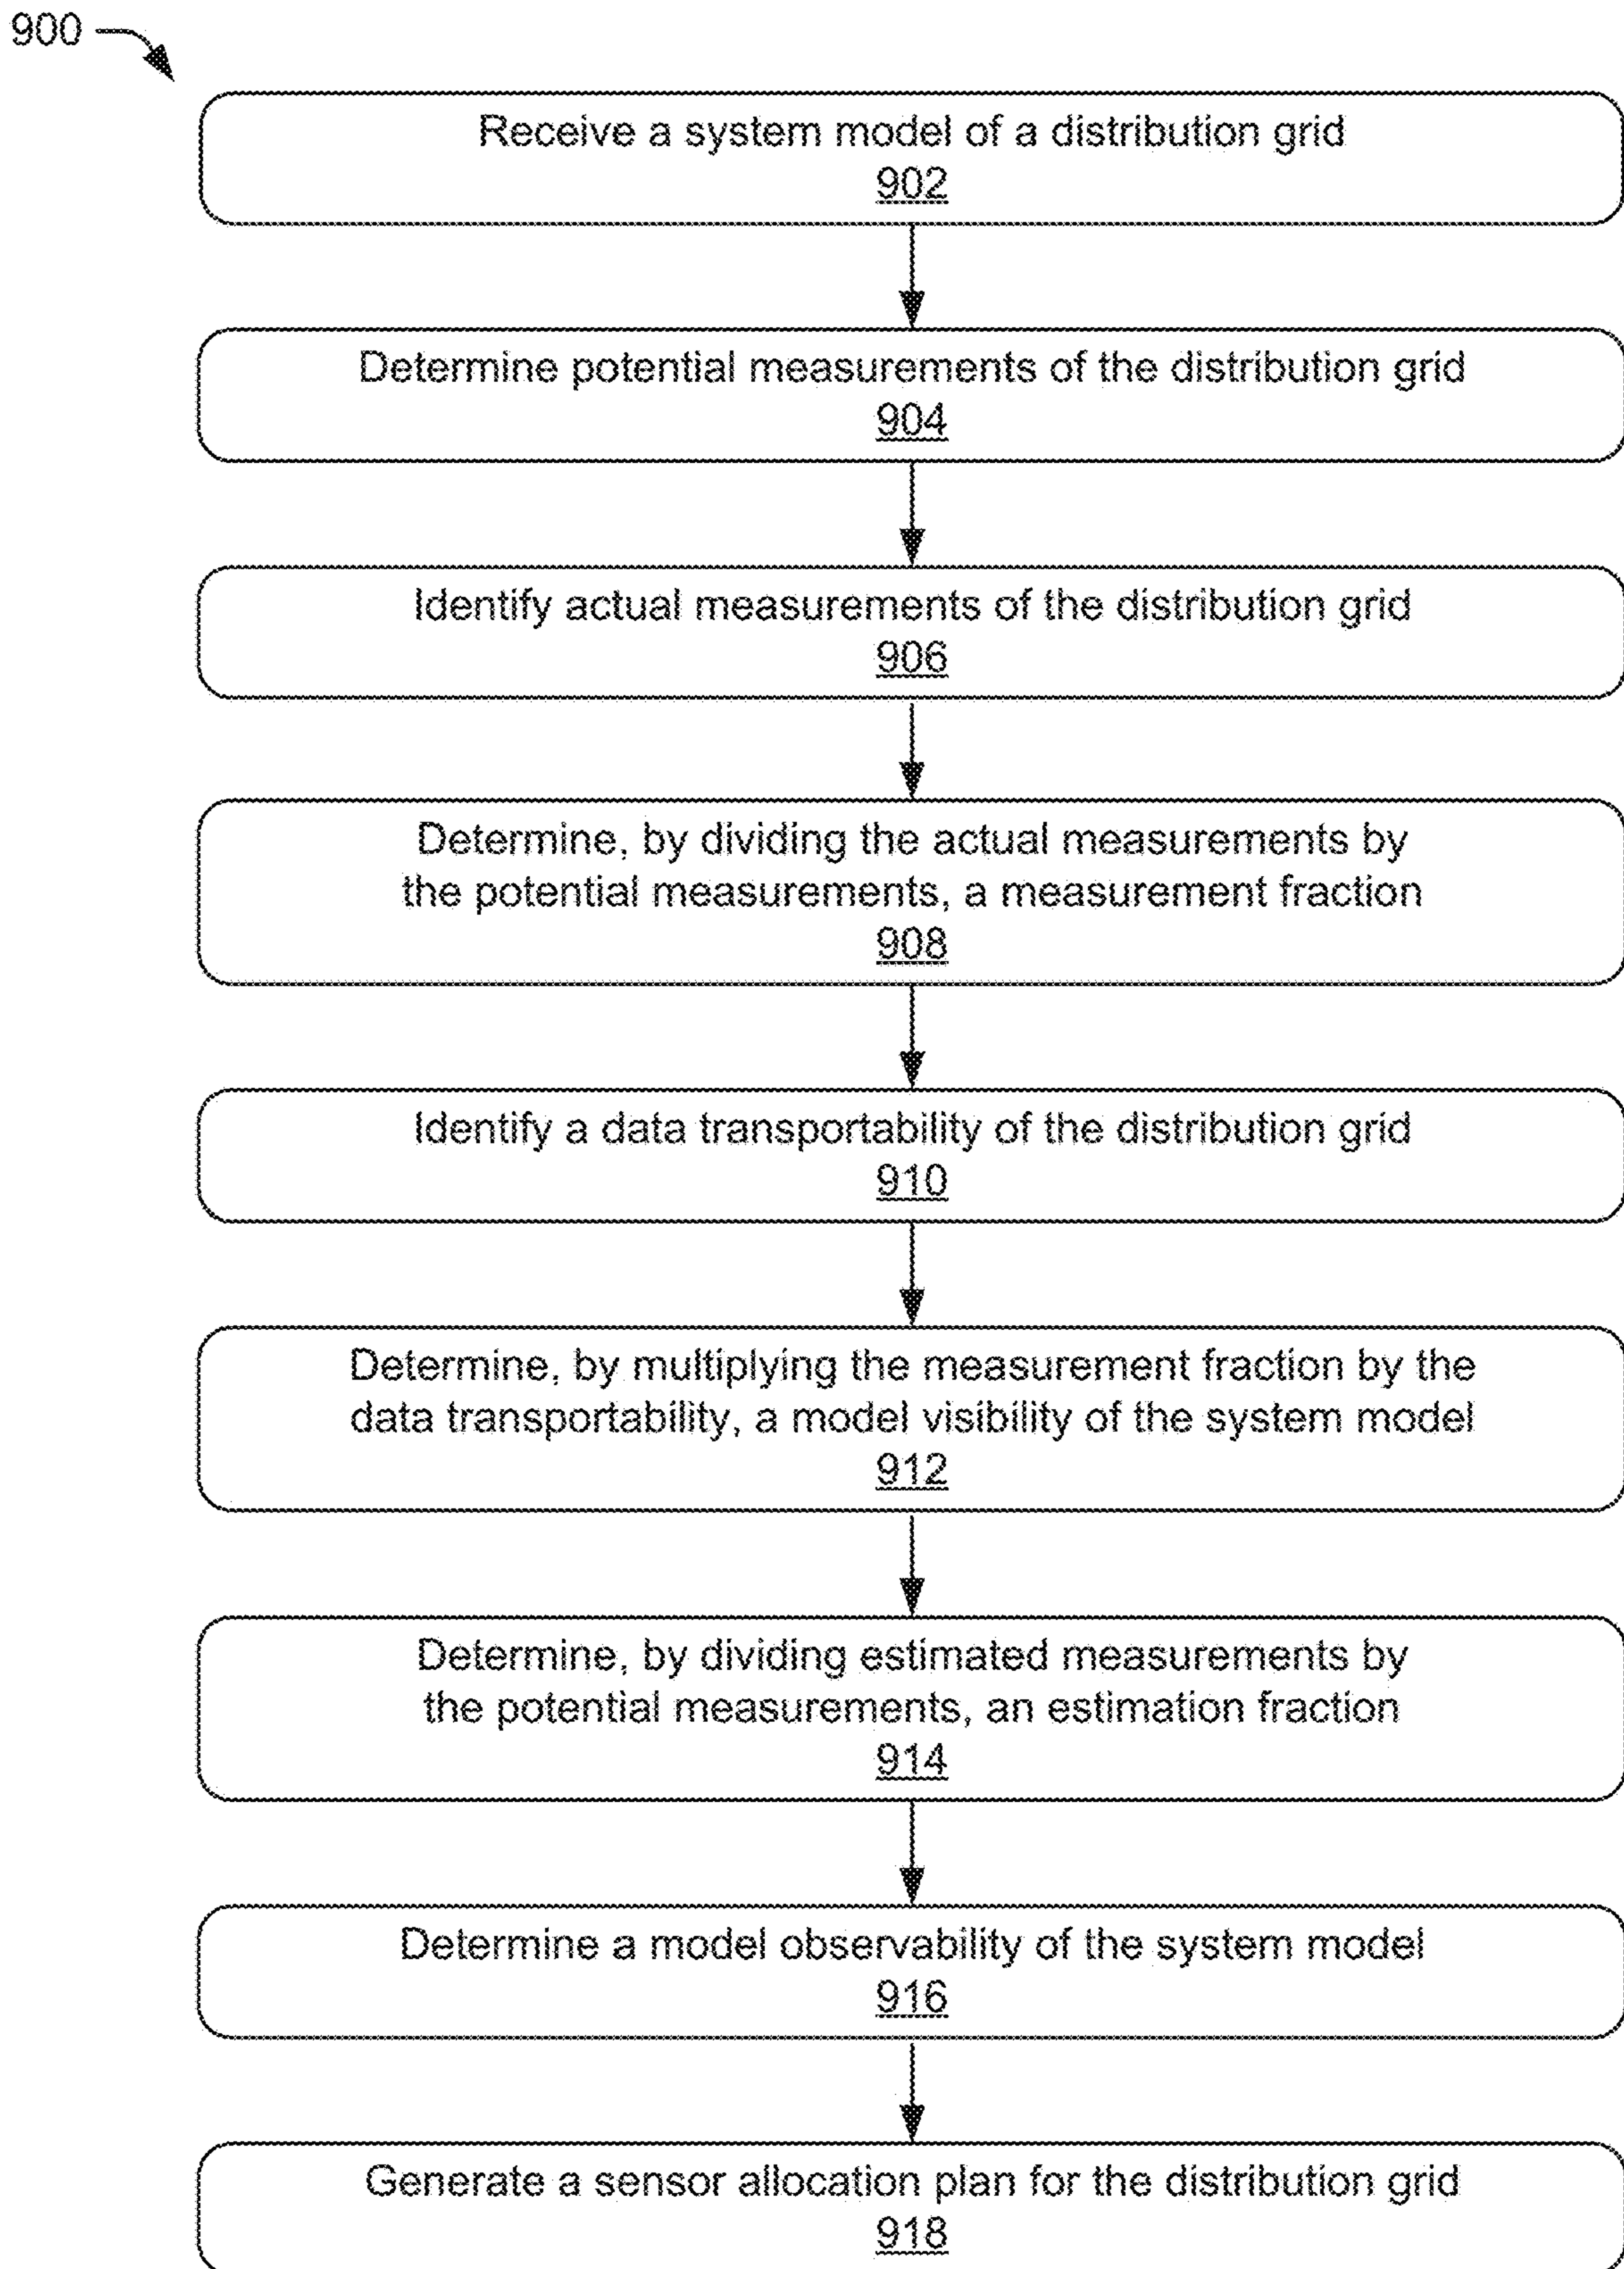 900
Receive a system model of a distribution grid
902
Determine potential measurements of the distribution grid
904
Identify actual measurements of the distribution grid
906
Determine, by dividing the actual measurements by
the potential measurements, a measurement fraction
908
Identify a data transportability of the distribution grid
910
Determine, by multiplying the measurement fraction by the
data transportability, a model visibility of the system model
912
Determine, by dividing estimated measurements by
the potential measurements, an estimation fraction
914
Determine a model observability of the system model
916
Generate a sensor allocation plan for the distribution grid
918